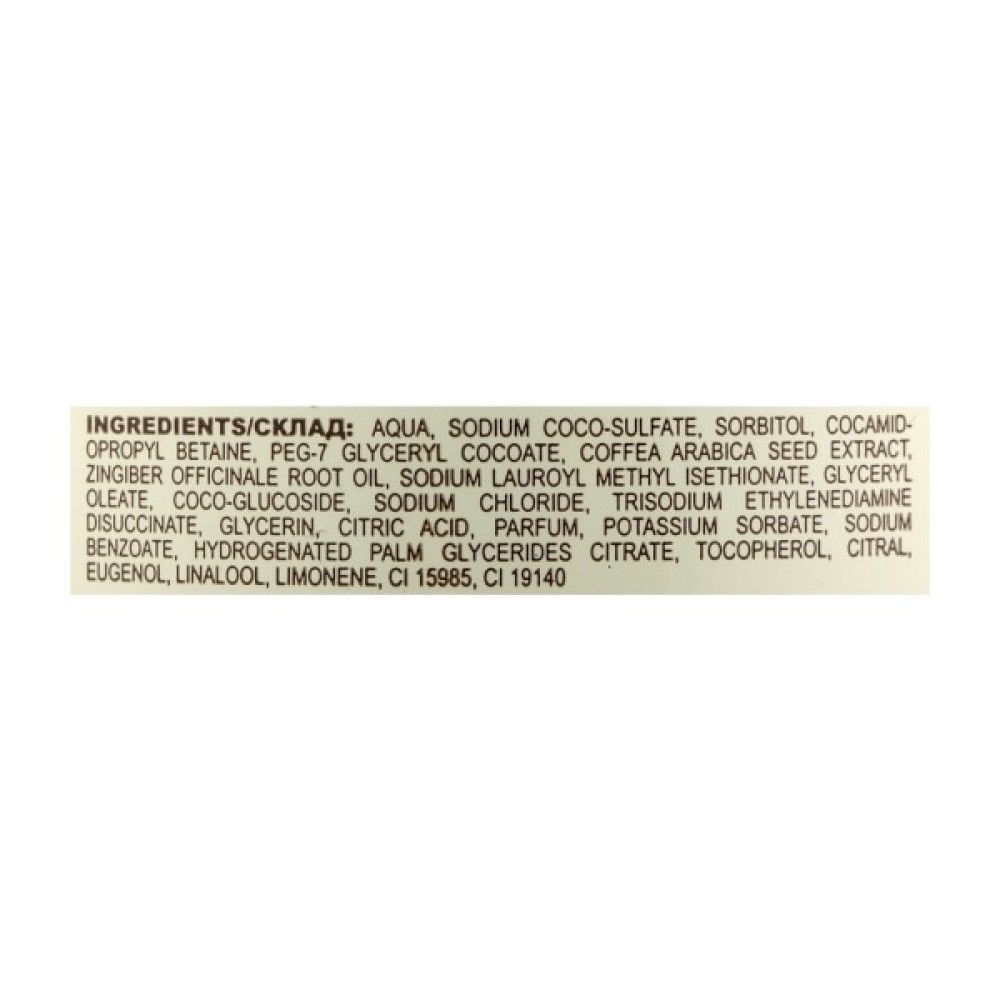 INGREDIENTS/СКЛАД: AQUA, SODIUM COCO-SULFATE, SORBITOL, COCAMID-
OPROPYL BETAINE, PEG-7 GLYCERYL COCOATE, COFFEA ARABICA SEED EXTRACT,
ZINGIBER OFFICINALE ROOT OIL, SODIUM LAUROYL METHYL ISETHIONATE, GLYCERYL
OLEATE, COCO-GLUCOSIDE, SODIUM CHLORIDE, TRISODIUM ETHYLENEDIAMINE
DISUCCINATE, GLYCERIN, CITRIC ACID, PARFUM, POTASSIUM SORBATE, SODIUM
BENZOATE, HYDROGENATED PALM GLYCERIDES CITRATE, TOCOPHEROL, CITRAL,
EUGENOL, LINALOOL, LIMONENE, CI 15985, CI 19140